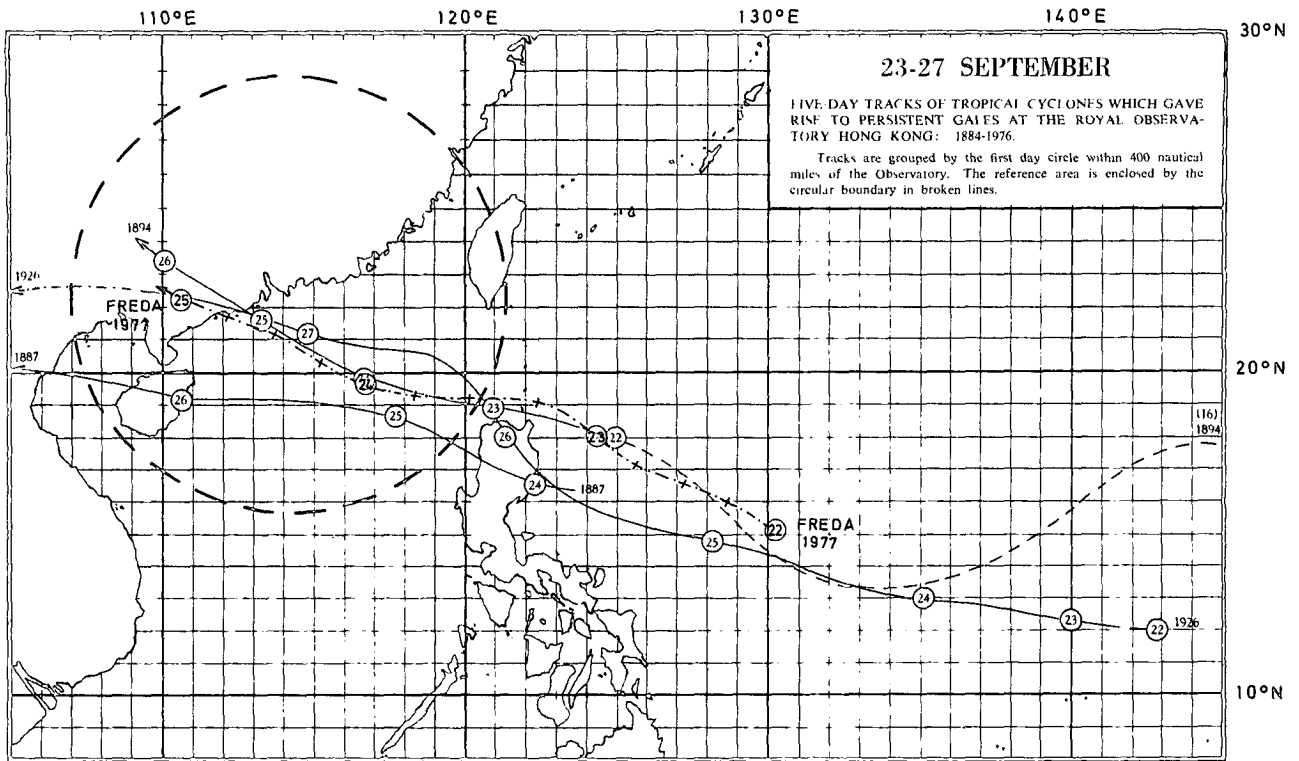 110°E 120°E 130°E 140°E
30°N
23-27 SEPTEMBER
FIVE-DAY TRACKS OF TROPICAL CYCLONES WHICH GAVE
RISE TO PERSISTENT GALES AT THE ROYAL OBSERVA-
TORY HONG KONG: 1884-1976.
Tracks are grouped by the first day circle within 400 nautical
miles of the Observatory. The reference area is enclosed by the
circular boundary in broken lines.
1894
26
1926
25
FREDA
1977
25
27
1887
24
20°N
26
25
23
26
23
22
(16)
1894
24
1887
22
FREDA
1977
25
24
23
22
1926
10°N